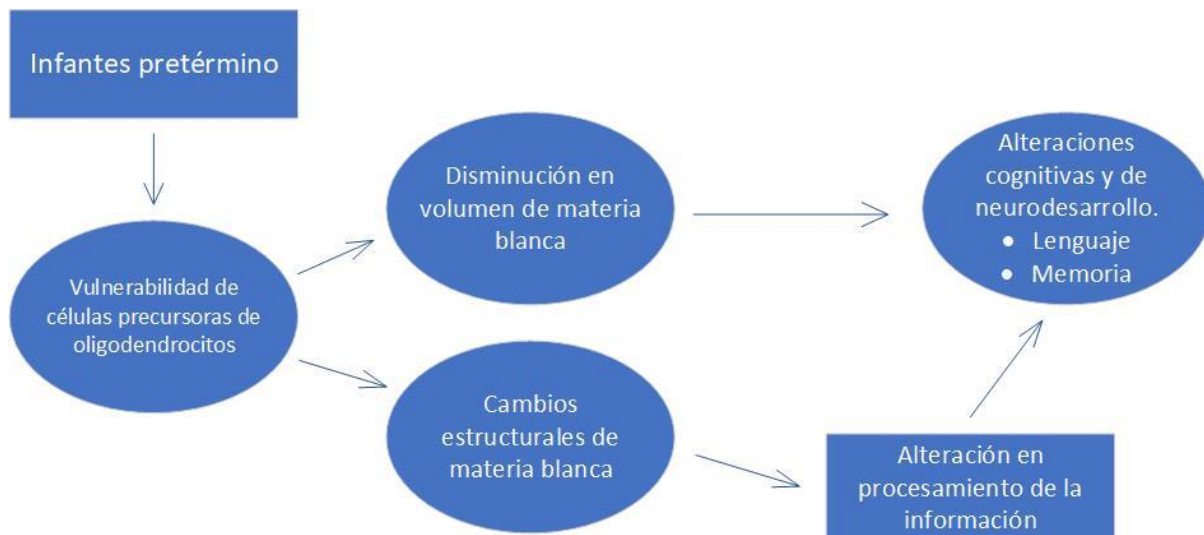 Infantes pretérmino
Vulnerabilidad de
células precursoras de
oligodendrocitos
Disminución en
volumen de materia
blanca
Cambios
estructurales de
materia blanca
Alteraciones
cognitivas y de
neurodesarrollo.
• Lenguaje
• Memoria
Alteración en
procesamiento de la
información